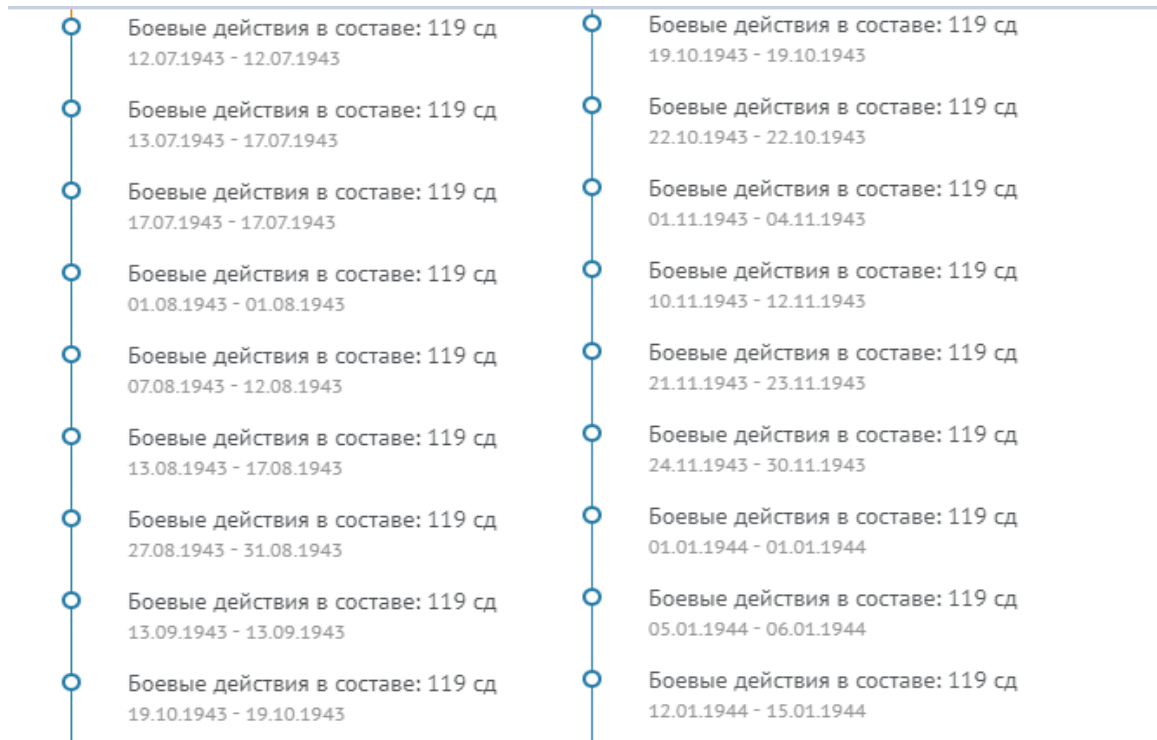 Боевые действия в составе: 119 сд
12.07.1943 - 12.07.1943
Боевые действия в составе: 119 сд
13.07.1943 - 17.07.1943
Боевые действия в составе: 119 сд
17.07.1943 - 17.07.1943
Боевые действия в составе: 119 сд
01.08.1943 - 01.08.1943
Боевые действия в составе: 119 сд
07.08.1943 - 12.08.1943
Боевые действия в составе: 119 сд
13.08.1943 - 17.08.1943
Боевые действия в составе: 119 сд
27.08.1943 - 31.08.1943
Боевые действия в составе: 119 сд
13.09.1943 - 13.09.1943
Боевые действия в составе: 119 сд
19.10.1943 - 19.10.1943
Боевые действия в составе: 119 сд
19.10.1943 - 19.10.1943
Боевые действия в составе: 119 сд
22.10.1943 - 22.10.1943
Боевые действия в составе: 119 сд
01.11.1943 - 04.11.1943
Боевые действия в составе: 119 сд
10.11.1943 - 12.11.1943
Боевые действия в составе: 119 сд
21.11.1943 - 23.11.1943
Боевые действия в составе: 119 сд
24.11.1943 - 30.11.1943
Боевые действия в составе: 119 сд
01.01.1944 - 01.01.1944
Боевые действия в составе: 119 сд
05.01.1944 - 06.01.1944
Боевые действия в составе: 119 сд
12.01.1944 - 15.01.1944